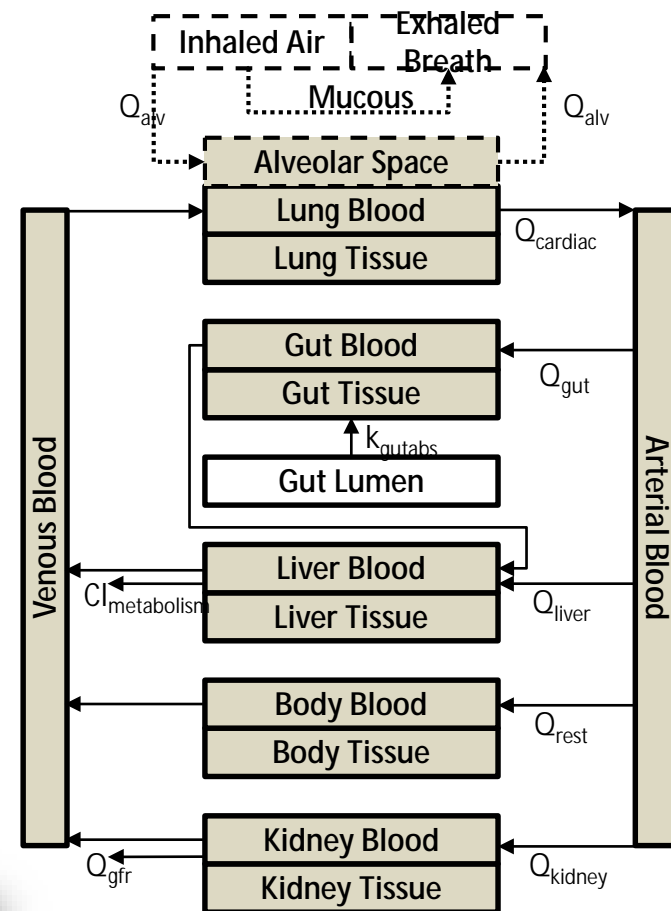 Inhaled Air
Exhaled
Breath
Mucous
Qalv
Qalv
Alveolar Space
Lung Blood
Qcardiac
Lung Tissue
Gut Blood
Qgut
Gut Tissue
kgutabs
Gut Lumen
Venous Blood
Arterial Blood
Liver Blood
Clmetabolism
Qliver
Liver Tissue
Body Blood
Qrest
Body Tissue
Kidney Blood
Qgfr
Qkidney
Kidney Tissue